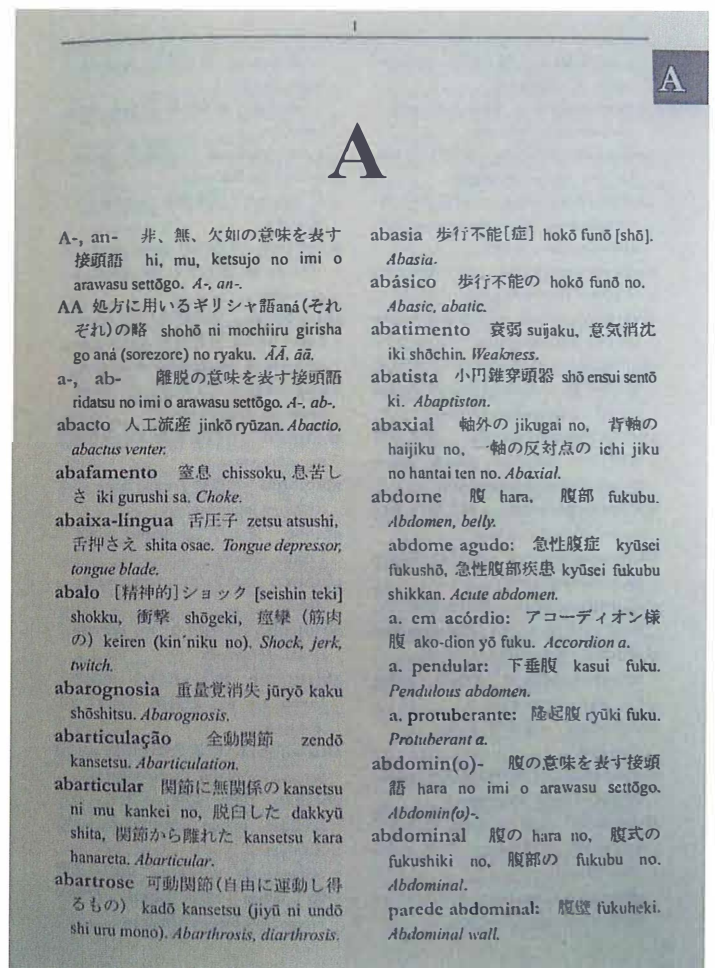 1
A
A
A-, an- 非、無、欠如の意味を表す
接頭語 hi, mu, ketsujo no imi o
arawasu settōgo. A-, an-.
AA 処方に用いるギリシャ語aná(それ
ぞれ)の略 shohō ni mochiiru girisha
go aná (sorezore) no ryaku. ĀĀ, āā.
a-, ab- 離脱の意味を表す接頭語
ridatsu no imi o arawasu settōgo. A-. ab-.
abacto 人工流産 jinkō ryūzan. Abactio,
abactus venter.
abafamento 窒息 chissoku, 息苦し
さ iki gurushi sa. Choke.
abaixa-língua 舌圧子 zetsu atsushi,
舌押さえ shita osae. Tongue depressor,
tongue blade.
abalo [精神的]ショック [seishin teki]
shokku, 衝撃 shōgeki, 痙攣 (筋肉
の) keiren (kin´niku no). Shock, jerk,
twitch.
abarognosia 重量覚消失 jūryō kaku
shōshitsu. Abarognosis.
abarticulação 全動関節 zendō
kansetsu. Abarticulation.
abarticular 関節に無関係の kansetsu
ni mu kankei no, 脱臼した dakkyū
shita, 関節から離れた kansetsu kara
hanareta. Abarticular.
abartrose 可動関節(自由に運動し得
るもの) kadō kansetsu (jiyū ni undō
shi uru mono). Abarthrosis, diarthrosis.
abasia 歩行不能[症] hokō funō [shō].
Abasia.
abásico 歩行不能の hokō funō no.
Abasic, abatic.
abatimento 衰弱 suijaku, 意気消沈
iki shōchin. Weakness.
abatista 小円錐穿頭器 shō ensui sentō
ki. Abaptiston.
abaxial 軸外の jikugai no, 背軸の
haijiku no, 一軸の反対点の ichi jiku
no hantai ten no. Abaxial.
abdome 腹 hara, 腹部 fukubu.
Abdomen, belly.
abdome agudo: 急性腹症 kyūsei
fukushō, 急性腹部疾患 kyūsei fukubu
shikkan. Acute abdomen.
a. em acórdio: アコーディオン様
腹 ako-dion yō fuku. Accordion a.
a. pendular: 下垂腹 kasui fuku.
Pendulous abdomen.
a. protuberante: 隆起腹 ryūki fuku.
Protuberant a.
abdomin(o)- 腹の意味を表す接頭
語 hara no imi o arawasu settōgo.
Abdomin(o)-.
abdominal 腹の hara no, 腹式の
fukushiki no, 腹部の fukubu no.
Abdominal.
parede abdominal: 腹壁 fukuheki.
Abdominal wall.